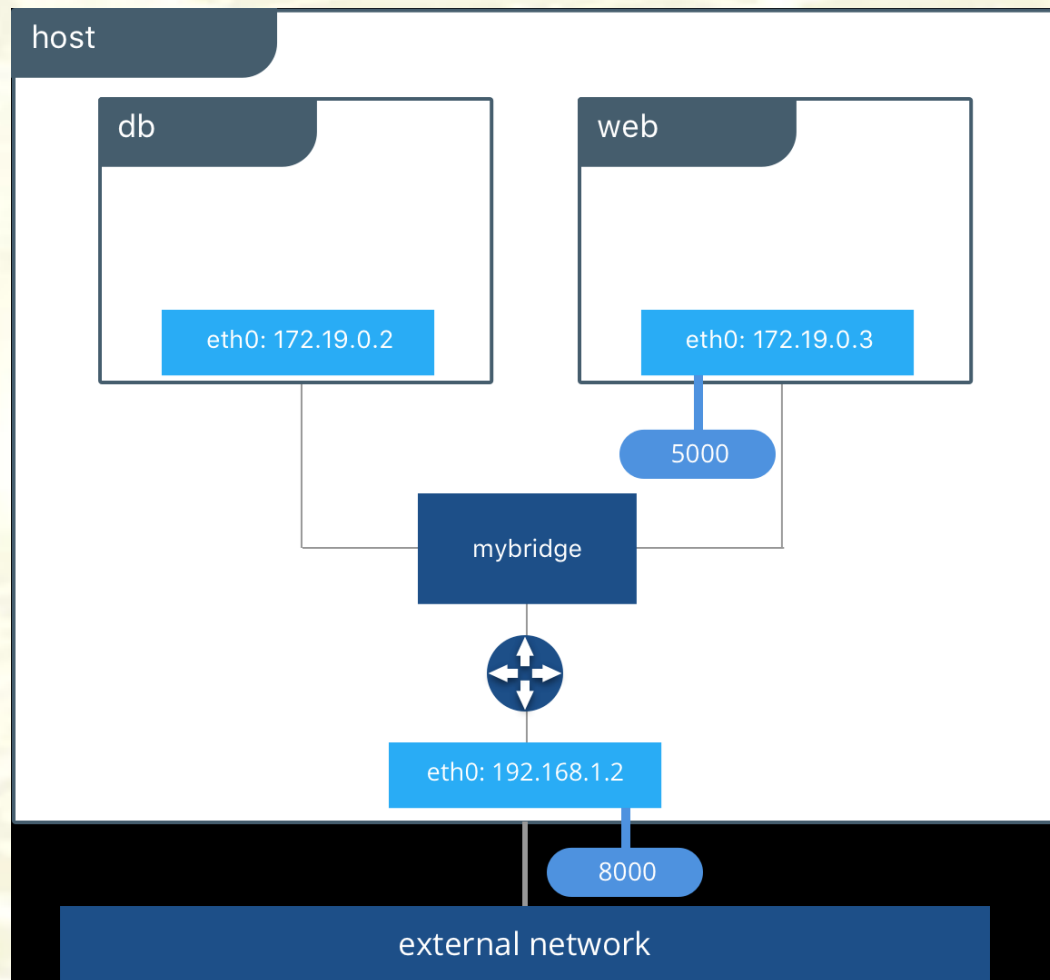 host
db
web
eth0: 172.19.0.2
eth0: 172.19.0.3
5000
mybridge
eth0: 192.168.1.2
8000
external network